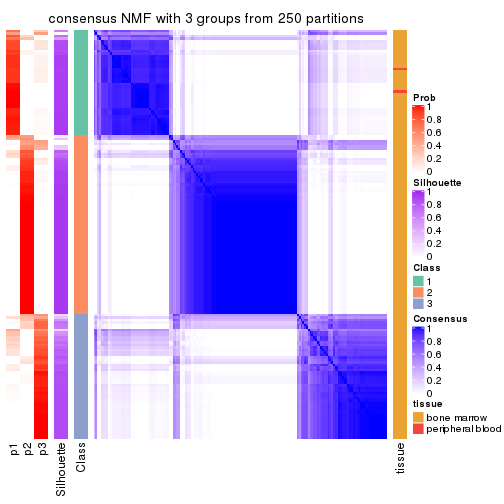 consensus NMF with 3 groups from 250 partitions
Prob
1
0.8
0.6
0.4
0.2
0
Silhouette
1
0.8
0.6
0.4
0.2
0
Class
1
2
3
Consensus
1
0.8
0.6
0.4
0.2
0
tissue
bone marrow
peripheral blood
p1
p2
p3
Silhouette
Class
tissue